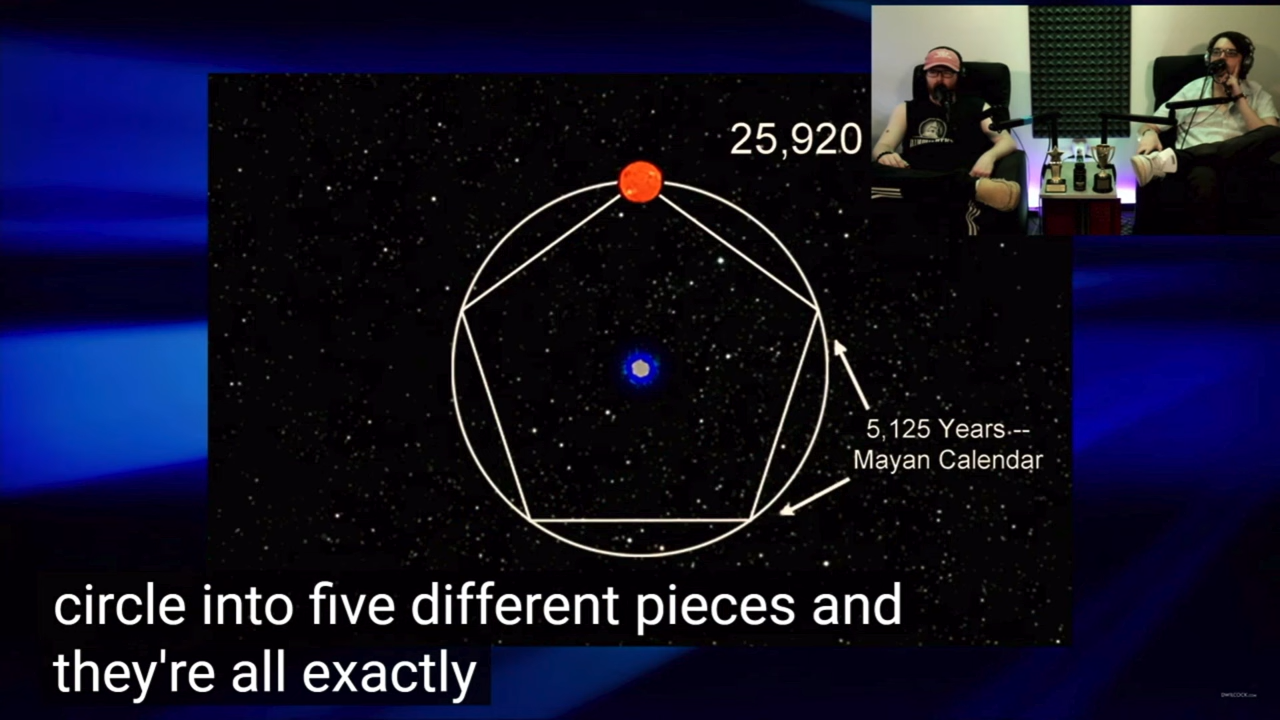 25,920
5,125 Years--
Mayan Calendar
circle into five different pieces and
they're all exactly